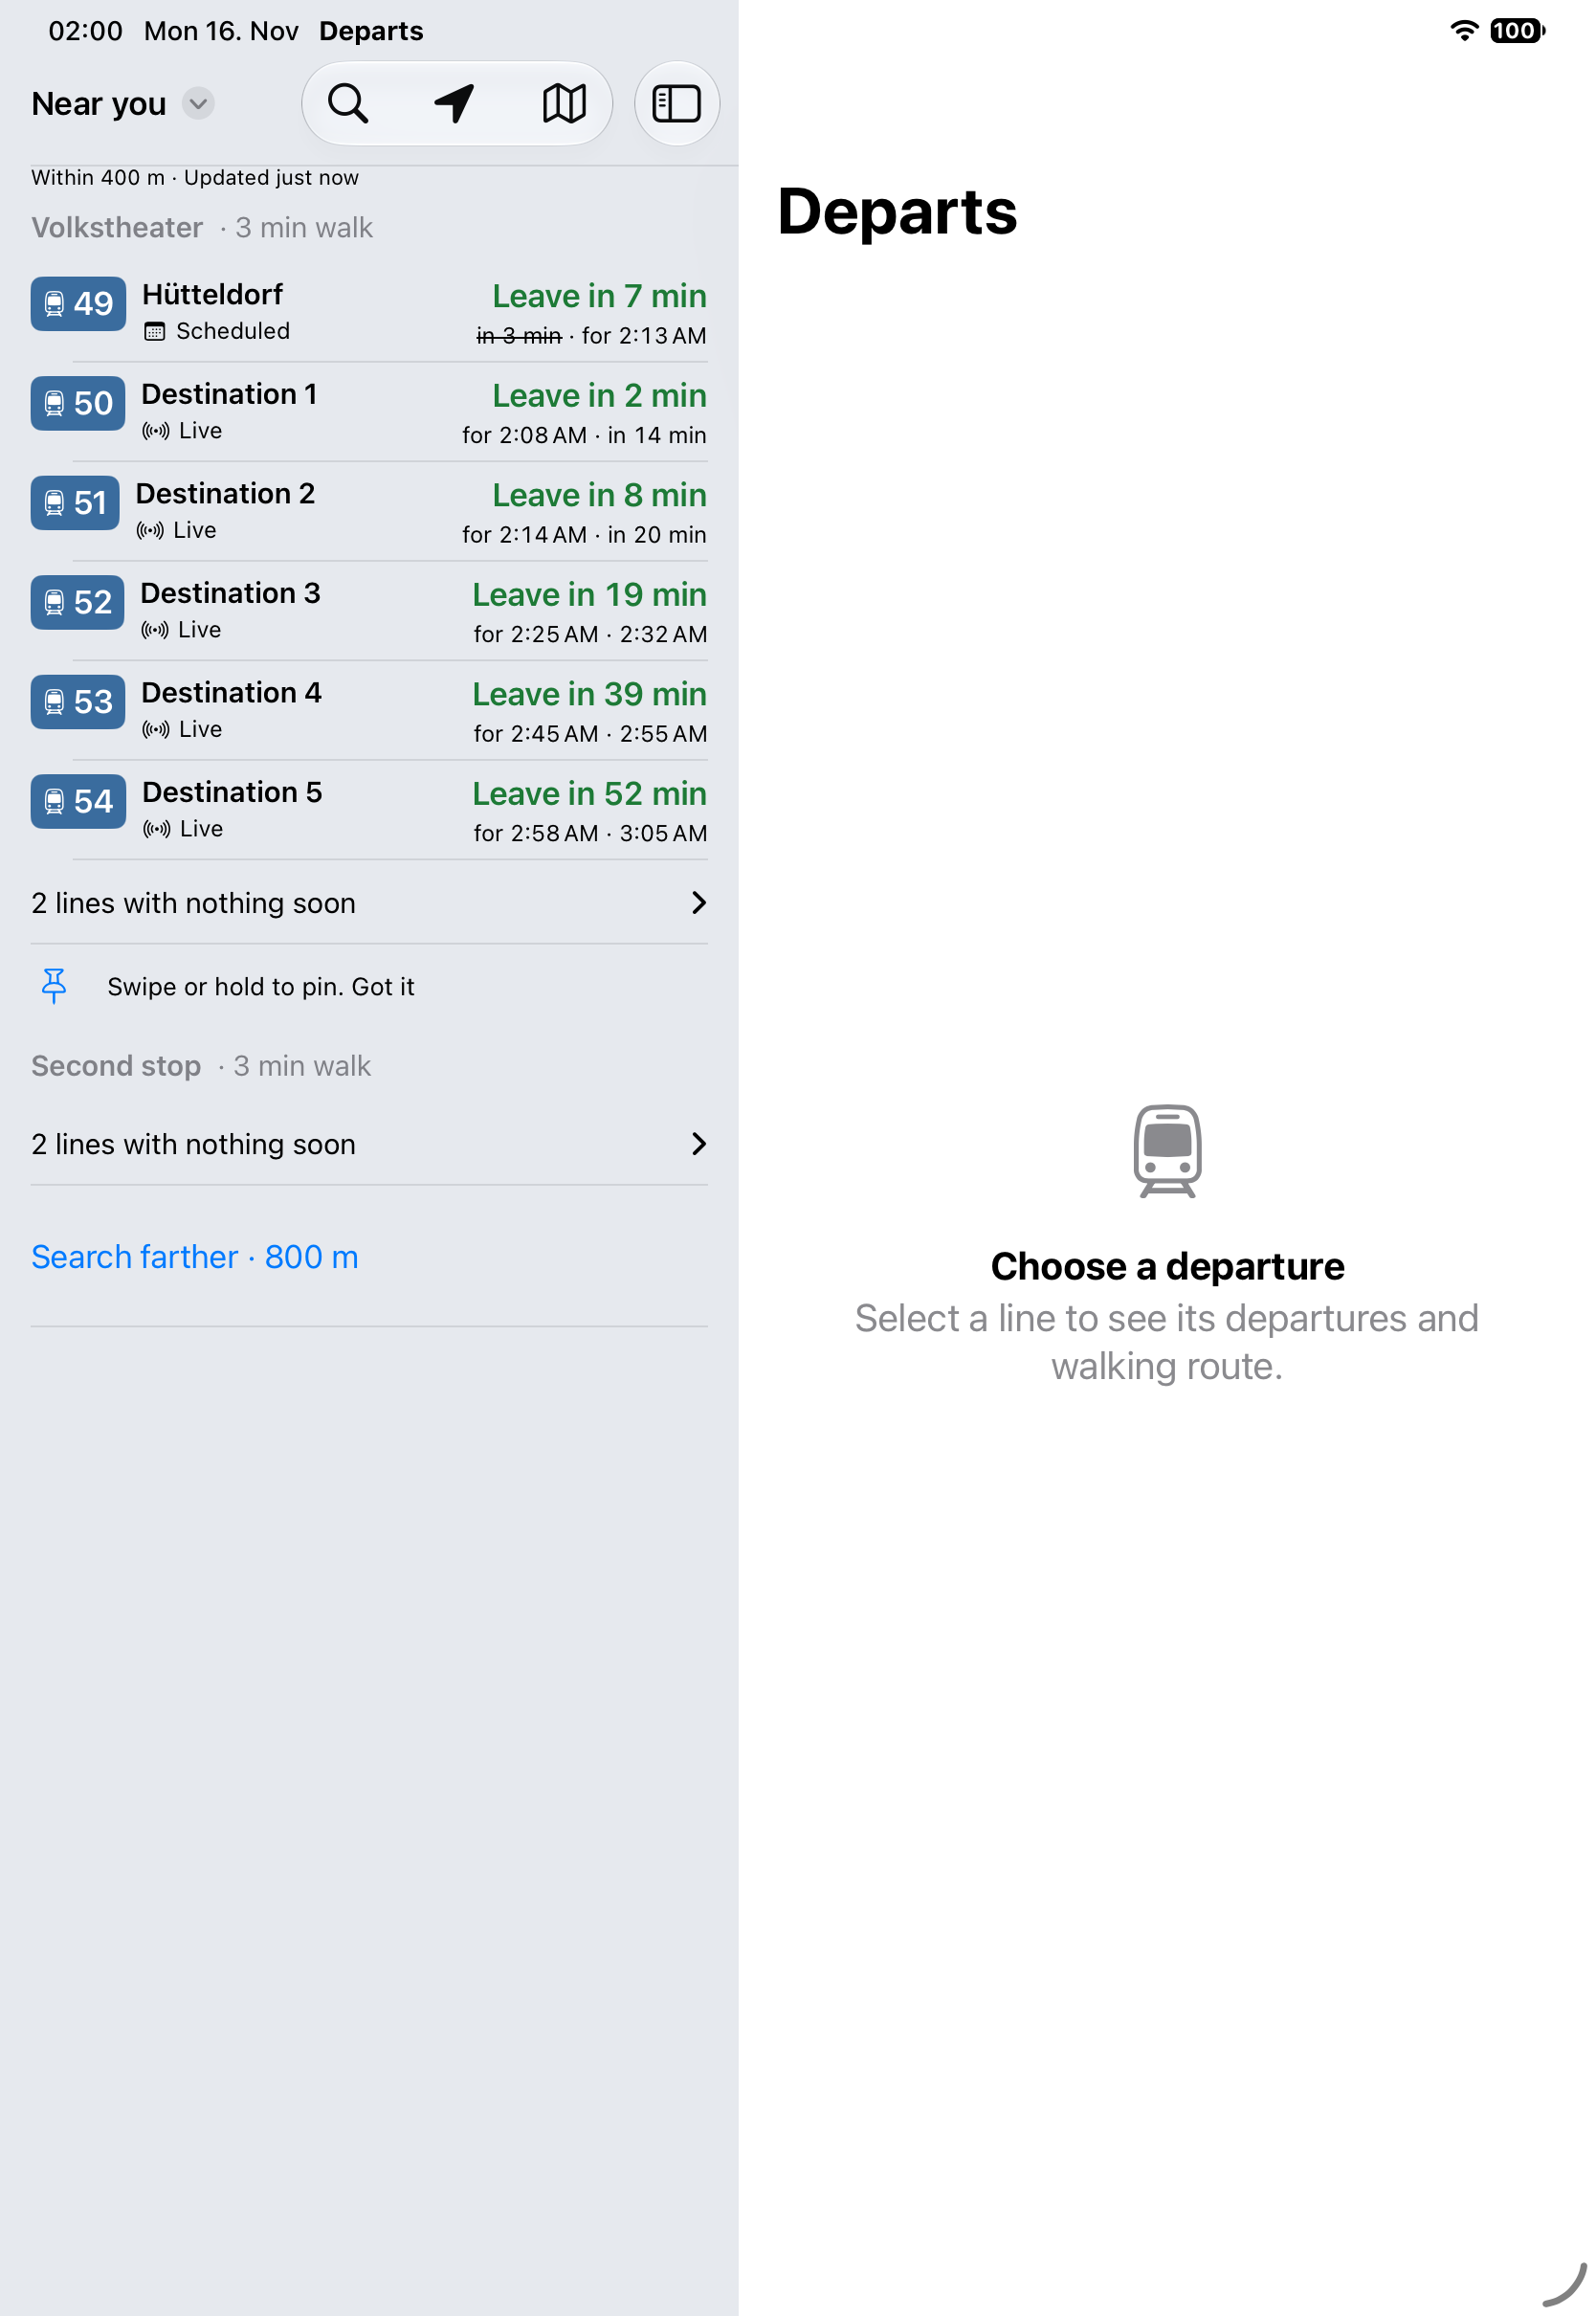 02:00 Mon 16. Nov Departs
100
Near you
Within 400 m · Updated just now
Volkstheater · 3 min walk
49 Hütteldorf Leave in 7 min
Scheduled in 3 min · for 2:13 AM
50 Destination 1 Leave in 2 min
Live for 2:08 AM · in 14 min
51 Destination 2 Leave in 8 min
Live for 2:14 AM · in 20 min
52 Destination 3 Leave in 19 min
Live for 2:25 AM · 2:32 AM
53 Destination 4 Leave in 39 min
Live for 2:45 AM · 2:55 AM
54 Destination 5 Leave in 52 min
Live for 2:58 AM · 3:05 AM
2 lines with nothing soon
Swipe or hold to pin. Got it
Second stop · 3 min walk
2 lines with nothing soon
Search farther · 800 m
Departs
Choose a departure
Select a line to see its departures and
walking route.